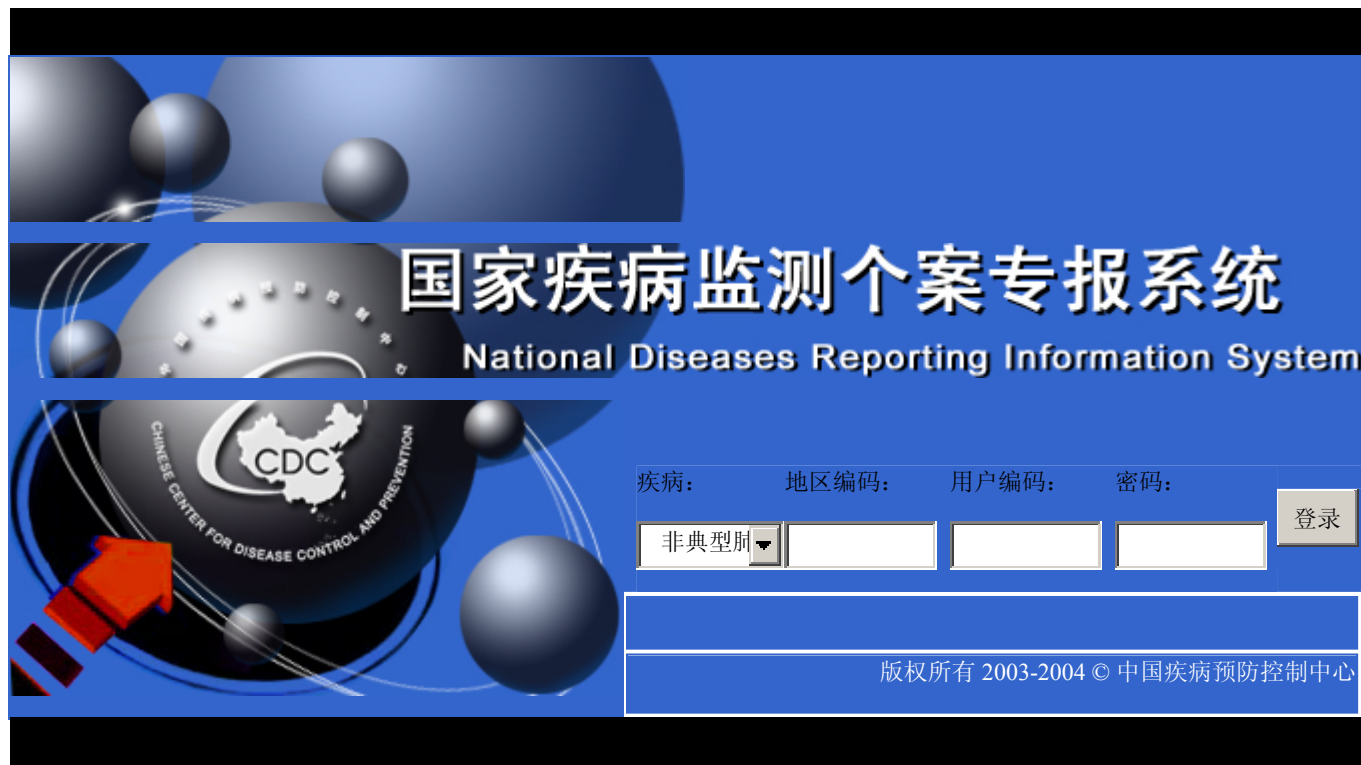 国家疾病监测个案专报系统
National Diseases Reporting Information System
CDC
CHINESE CENTER FOR DISEASE CONTROL AND PREVENTION
疾病： 地区编码： 用户编码： 密码：
非典型肺
登录
版权所有 2003-2004 © 中国疾病预防控制中心